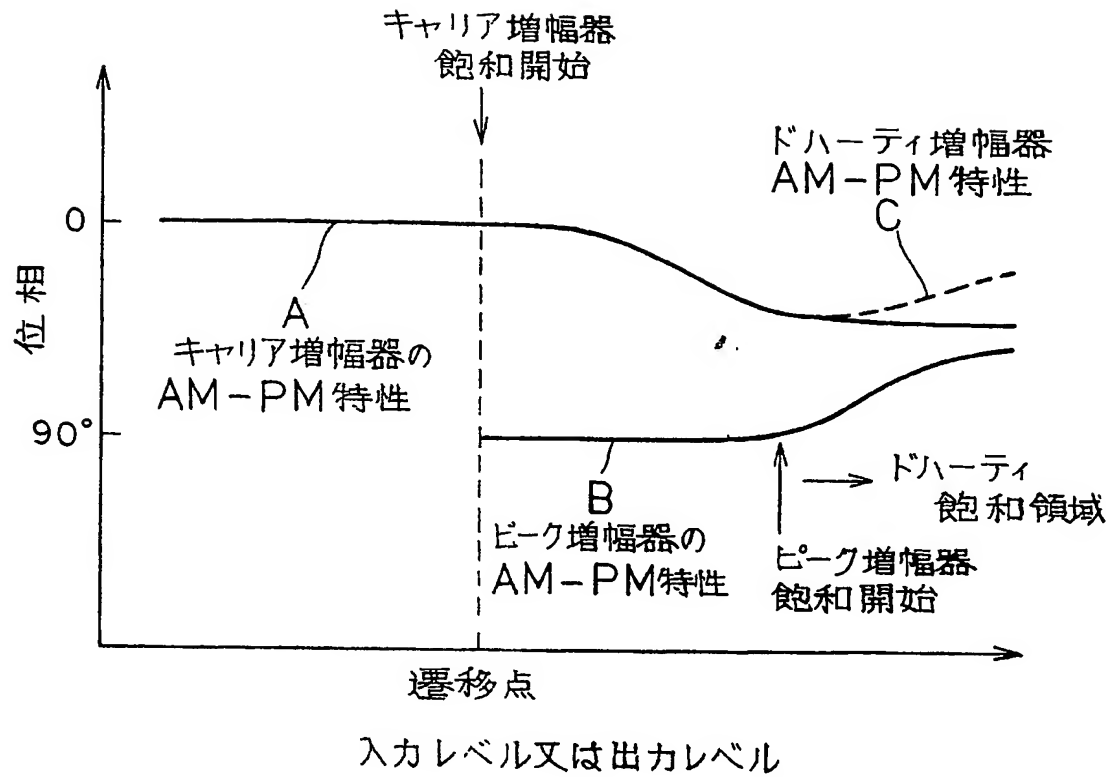 キャリア増幅器
飽和開始
ドハーティ増幅器
AM-PM特性
C
0
位相
A
キャリア増幅器の
AM-PM特性
90°
B
ピーク増幅器の
AM-PM特性
ドハーティ
飽和領域
ピーク増幅器
飽和開始
遷移点
入力レベル又は出力レベル